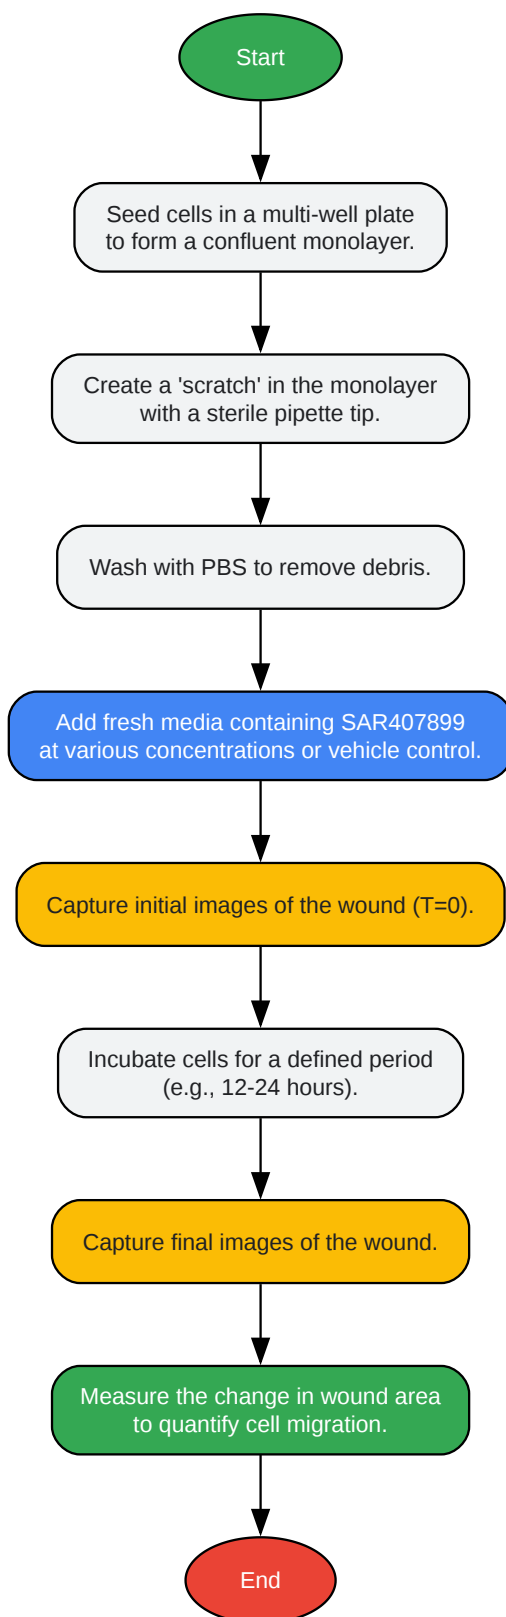 Start
Seed cells in a multi-well plate
to form a confluent monolayer.
Create a 'scratch' in the monolayer
with a sterile pipette tip.
Wash with PBS to remove debris.
Add fresh media containing SAR407899
at various concentrations or vehicle control.
Capture initial images of the wound (T=0).
Incubate cells for a defined period
(e.g., 12-24 hours).
Capture final images of the wound.
Measure the change in wound area
to quantify cell migration.
End